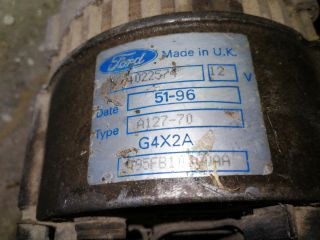 Ford Made in U.K.
12 V
Date 51-96
Type A127-70
G4X2A